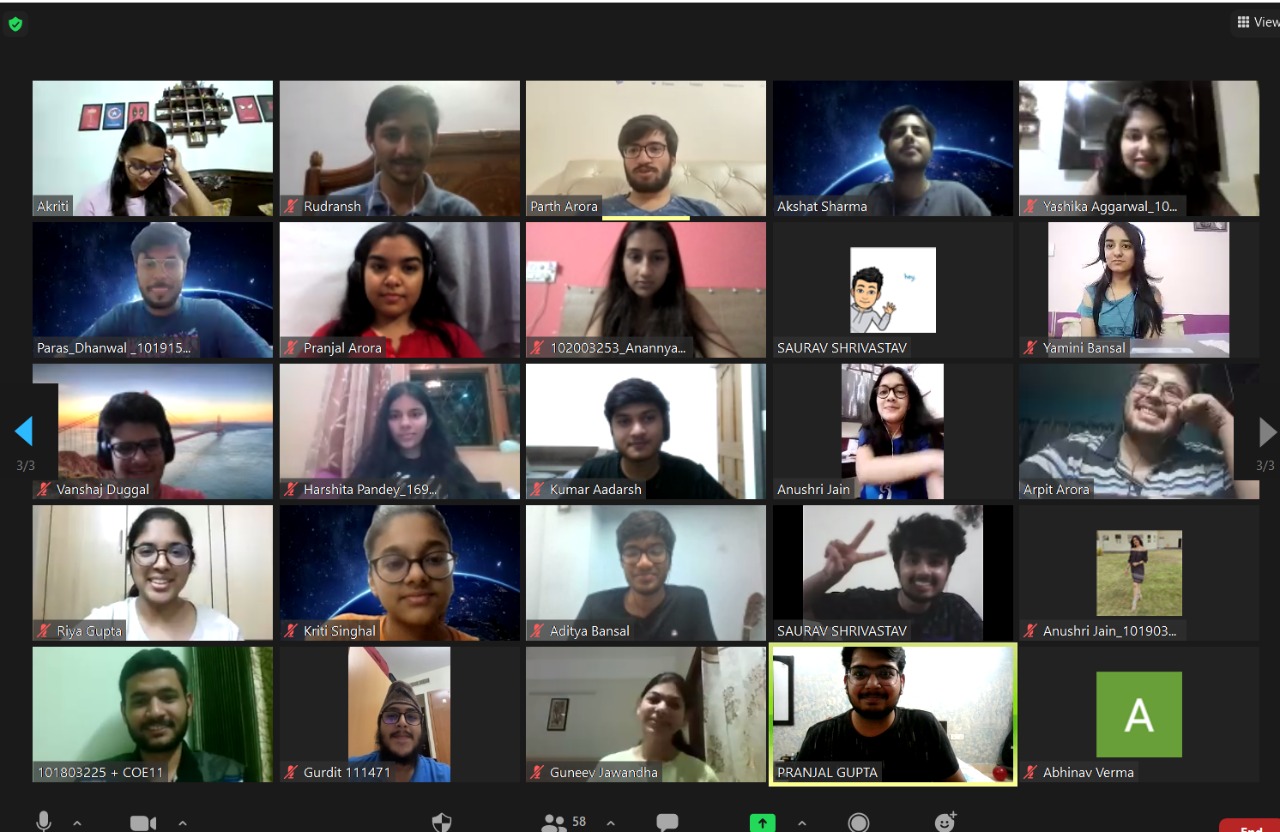 View
Akriti
Rudransh
Parth Arora
Akshat Sharma
Yashika Aggarwal_10...
Paras_Dhanwal _101915...
Pranjal Arora
102003253_Anannya...
hey
SAURAV SHRIVASTAV
Yamini Bansal
3/3
Vanshaj Duggal
Harshita Pandey_169...
Kumar Aadarsh
Anushri Jain
Arpit Arora
3/3
Riya Gupta
Kriti Singhal
Aditya Bansal
SAURAV SHRIVASTAV
Anushri Jain_101903...
101803225 + COE11
Gurdit 111471
Guneev Jawandha
PRANJAL GUPTA
A
Abhinav Verma
58
End